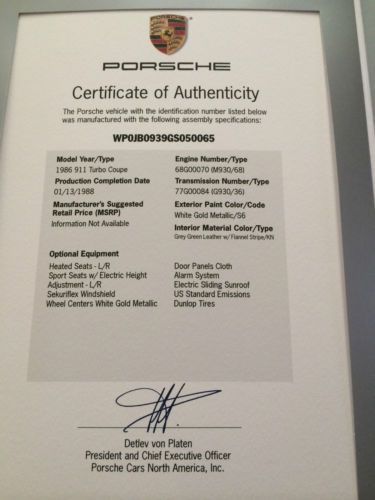 PORSCHE
Certificate of Authenticity
The Porsche vehicle with the identification number listed below
was manufactured with the following assembly specifications:
WP0JB0939GS050065
Model Year/Type
1986 911 Turbo Coupe
Production Completion Date
01/13/1988
Manufacturer's Suggested
Retail Price (MSRP)
Information Not Available
Engine Number/Type
68G00070 (M930/68)
Transmission Number/Type
77G00084 (G930/36)
Exterior Paint Color/Code
White Gold Metallic/S6
Interior Material Color/Type
Grey Green Leather w/ Flannel Stripe/KN
Optional Equipment
Heated Seats - L/R
Sport Seats w/ Electric Height
Adjustment - L/R
Sekuriflex Windshield
Wheel Centers White Gold Metallic
Door Panels Cloth
Alarm System
Electric Sliding Sunroof
US Standard Emissions
Dunlop Tires
Detlev von Platen
President and Chief Executive Officer
Porsche Cars North America, Inc.